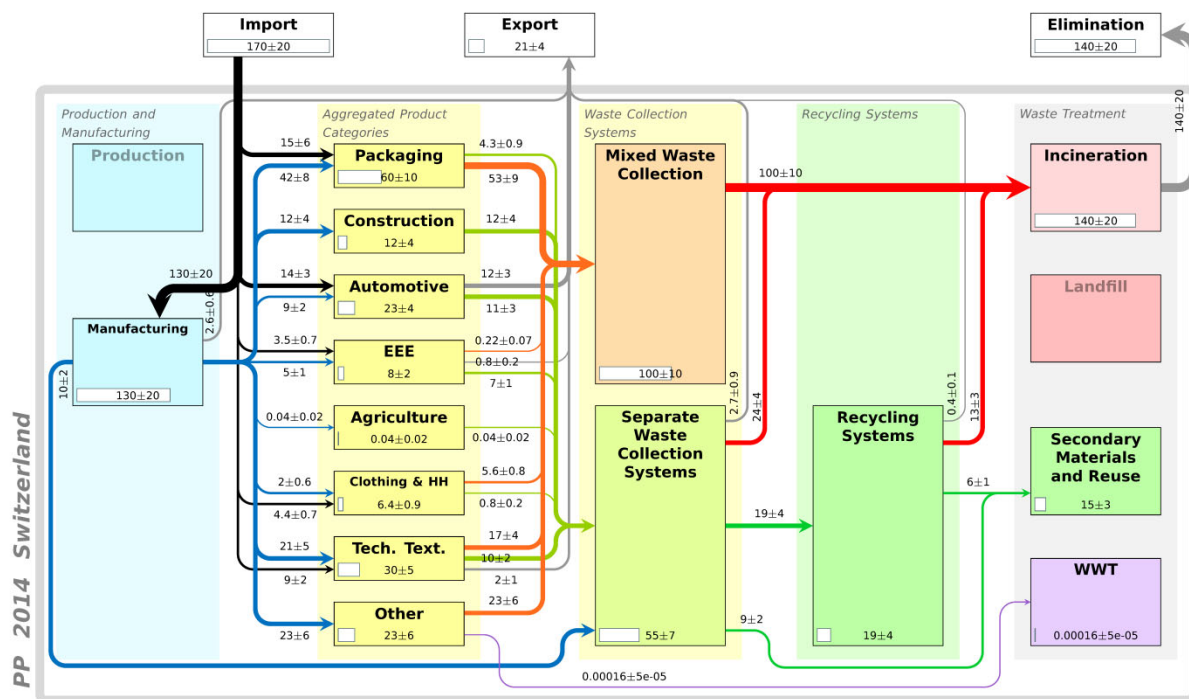 Import
170±20
Export
21±4
Elimination
140±20
140±20
Production and
Manufacturing
Aggregated Product
Categories
Waste Collection
Systems
Recycling Systems
Waste Treatment
Production
Manufacturing
130±20
130±20
2.6±0.6
10±2
15±6
42±8
Packaging
60±10
4.3±0.9
53±9
12±4
Construction
12±4
12±4
14±3
9±2
Automotive
23±4
12±3
11±3
3.5±0.7
5±1
EEE
8±2
0.22±0.07
0.8±0.2
7±1
0.04±0.02
Agriculture
0.04±0.02
0.04±0.02
2±0.6
4.4±0.7
Clothing & HH
6.4±0.9
5.6±0.8
0.8±0.2
21±5
9±2
Tech. Text.
30±5
17±4
10±2
2±1
23±6
Other
23±6
23±6
0.00016±5e-05
Mixed Waste
Collection
100±10
100±10
Separate
Waste
Collection
Systems
55±7
2.7±0.9
24±4
19±4
9±2
Recycling
Systems
19±4
0.4±0.1
13±3
6±1
Incineration
140±20
Landfill
Secondary
Materials
and Reuse
15±3
WWT
0.00016±5e-05
PP 2014 Switzerland